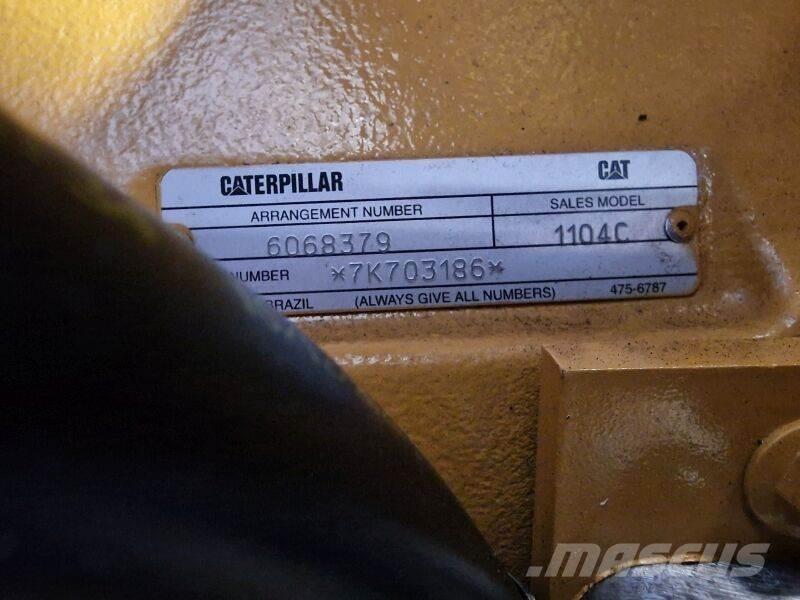 CATERPILLAR CAT
ARRANGEMENT NUMBER SALES MODEL
6068379 1104C
NUMBER *7K703186*
BRAZIL (ALWAYS GIVE ALL NUMBERS) 475-6787
MASCUS